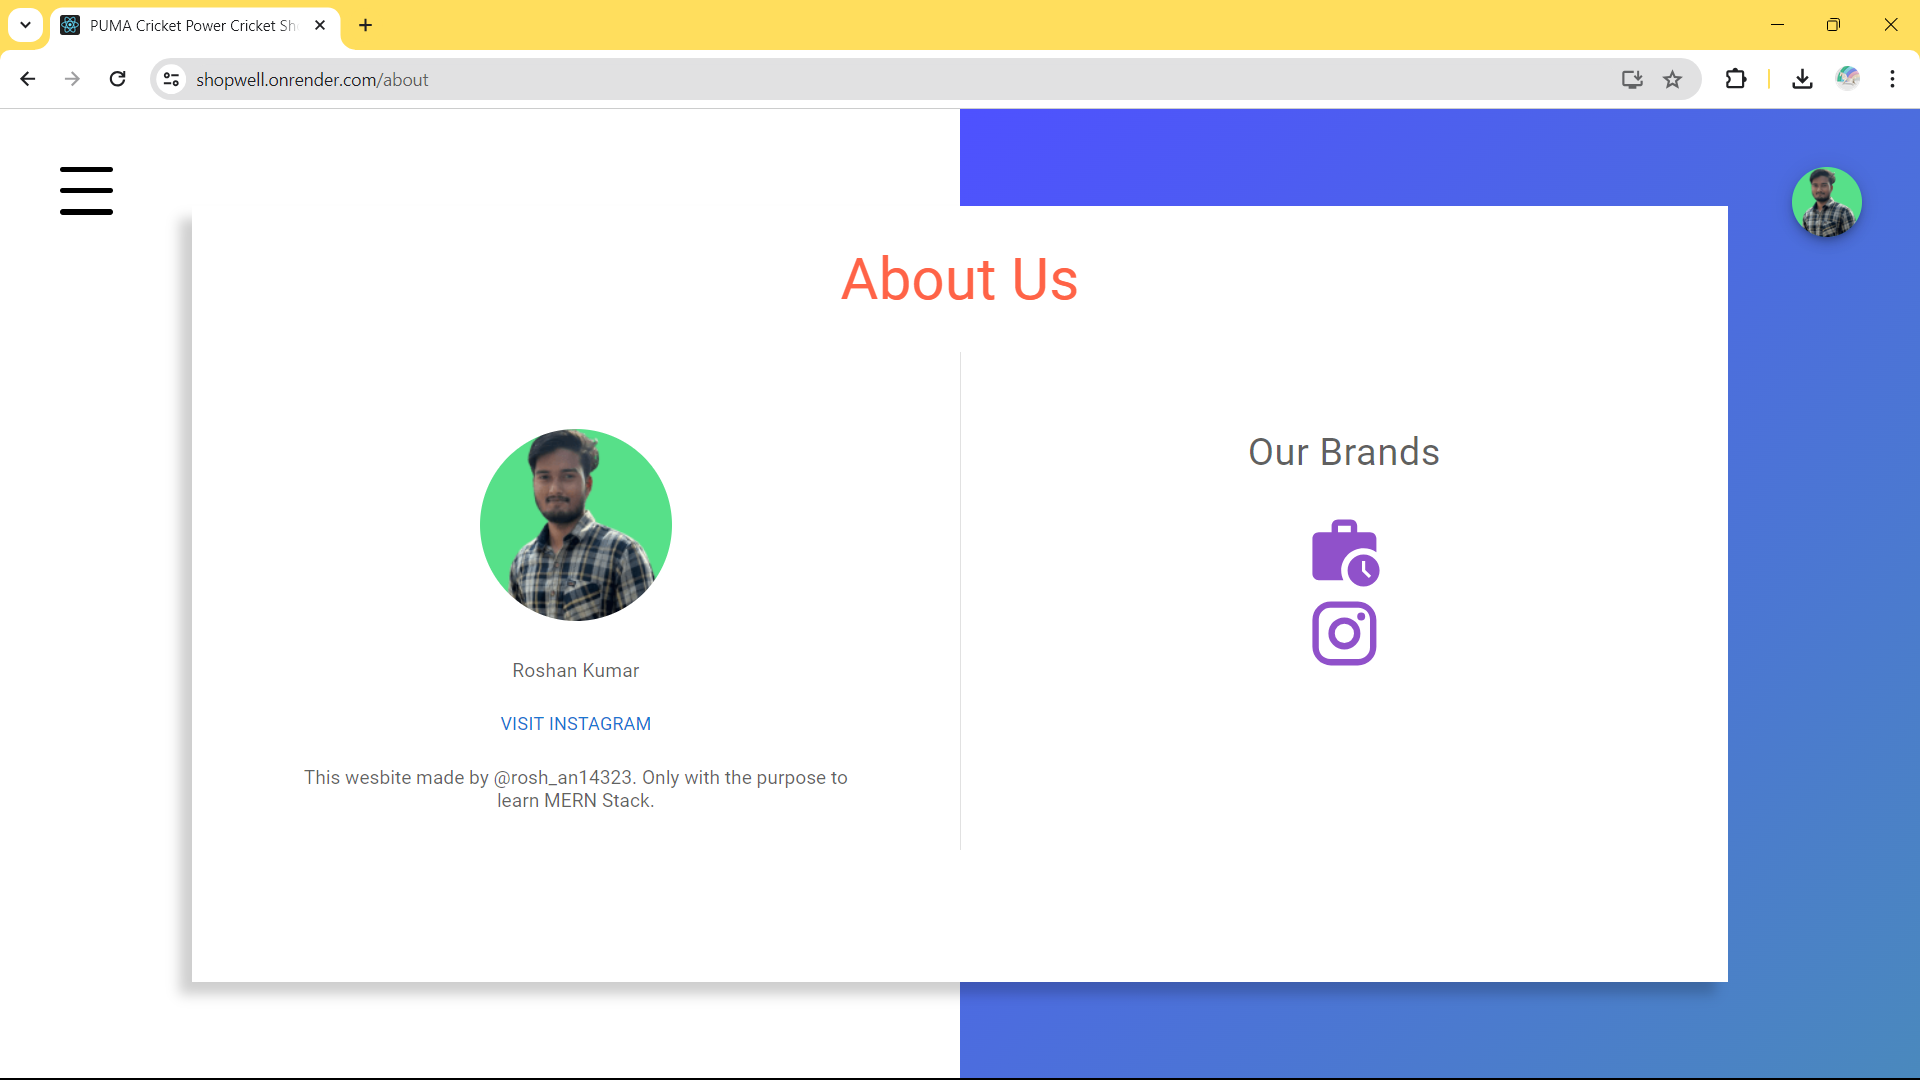 PUMA Cricket Power Cricket Sh
shopwell.onrender.com/about
About Us
Roshan Kumar
VISIT INSTAGRAM
This wesbite made by @rosh_an14323. Only with the purpose to
learn MERN Stack.
Our Brands